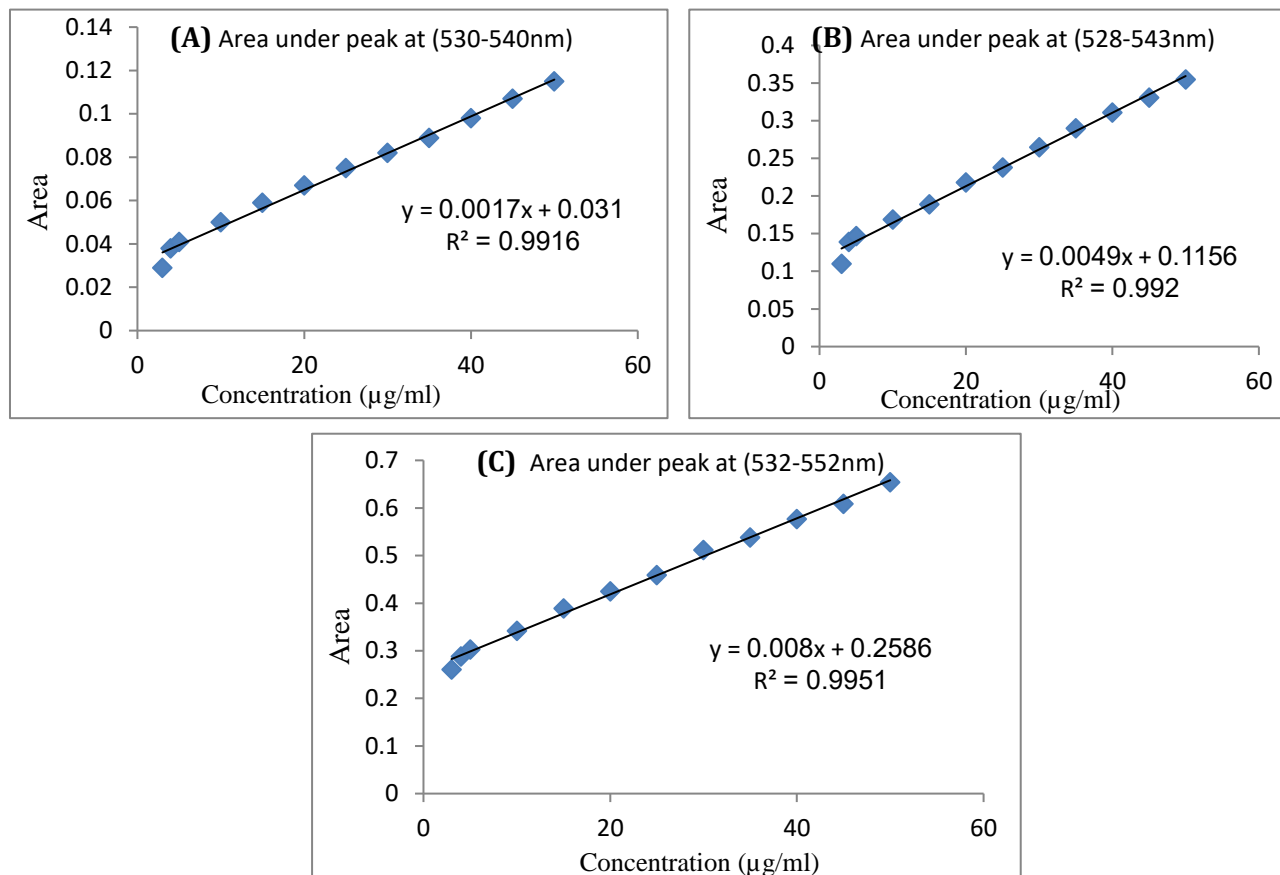 (A) Area under peak at (530-540nm)
0.14
0.12
0.1
0.08
0.06
0.04
0.02
0
Area
y = 0.0017x + 0.031
R² = 0.9916
0 20 40 60
Concentration (µg/ml)
(B) Area under peak at (528-543nm)
0.4
0.35
0.3
0.25
0.2
0.15
0.1
0.05
0
Area
y = 0.0049x + 0.1156
R² = 0.992
0 20 40 60
Concentration (µg/ml)
(C) Area under peak at (532-552nm)
0.7
0.6
0.5
0.4
0.3
0.2
0.1
0
Area
y = 0.008x + 0.2586
R² = 0.9951
0 20 40 60
Concentration (µg/ml)